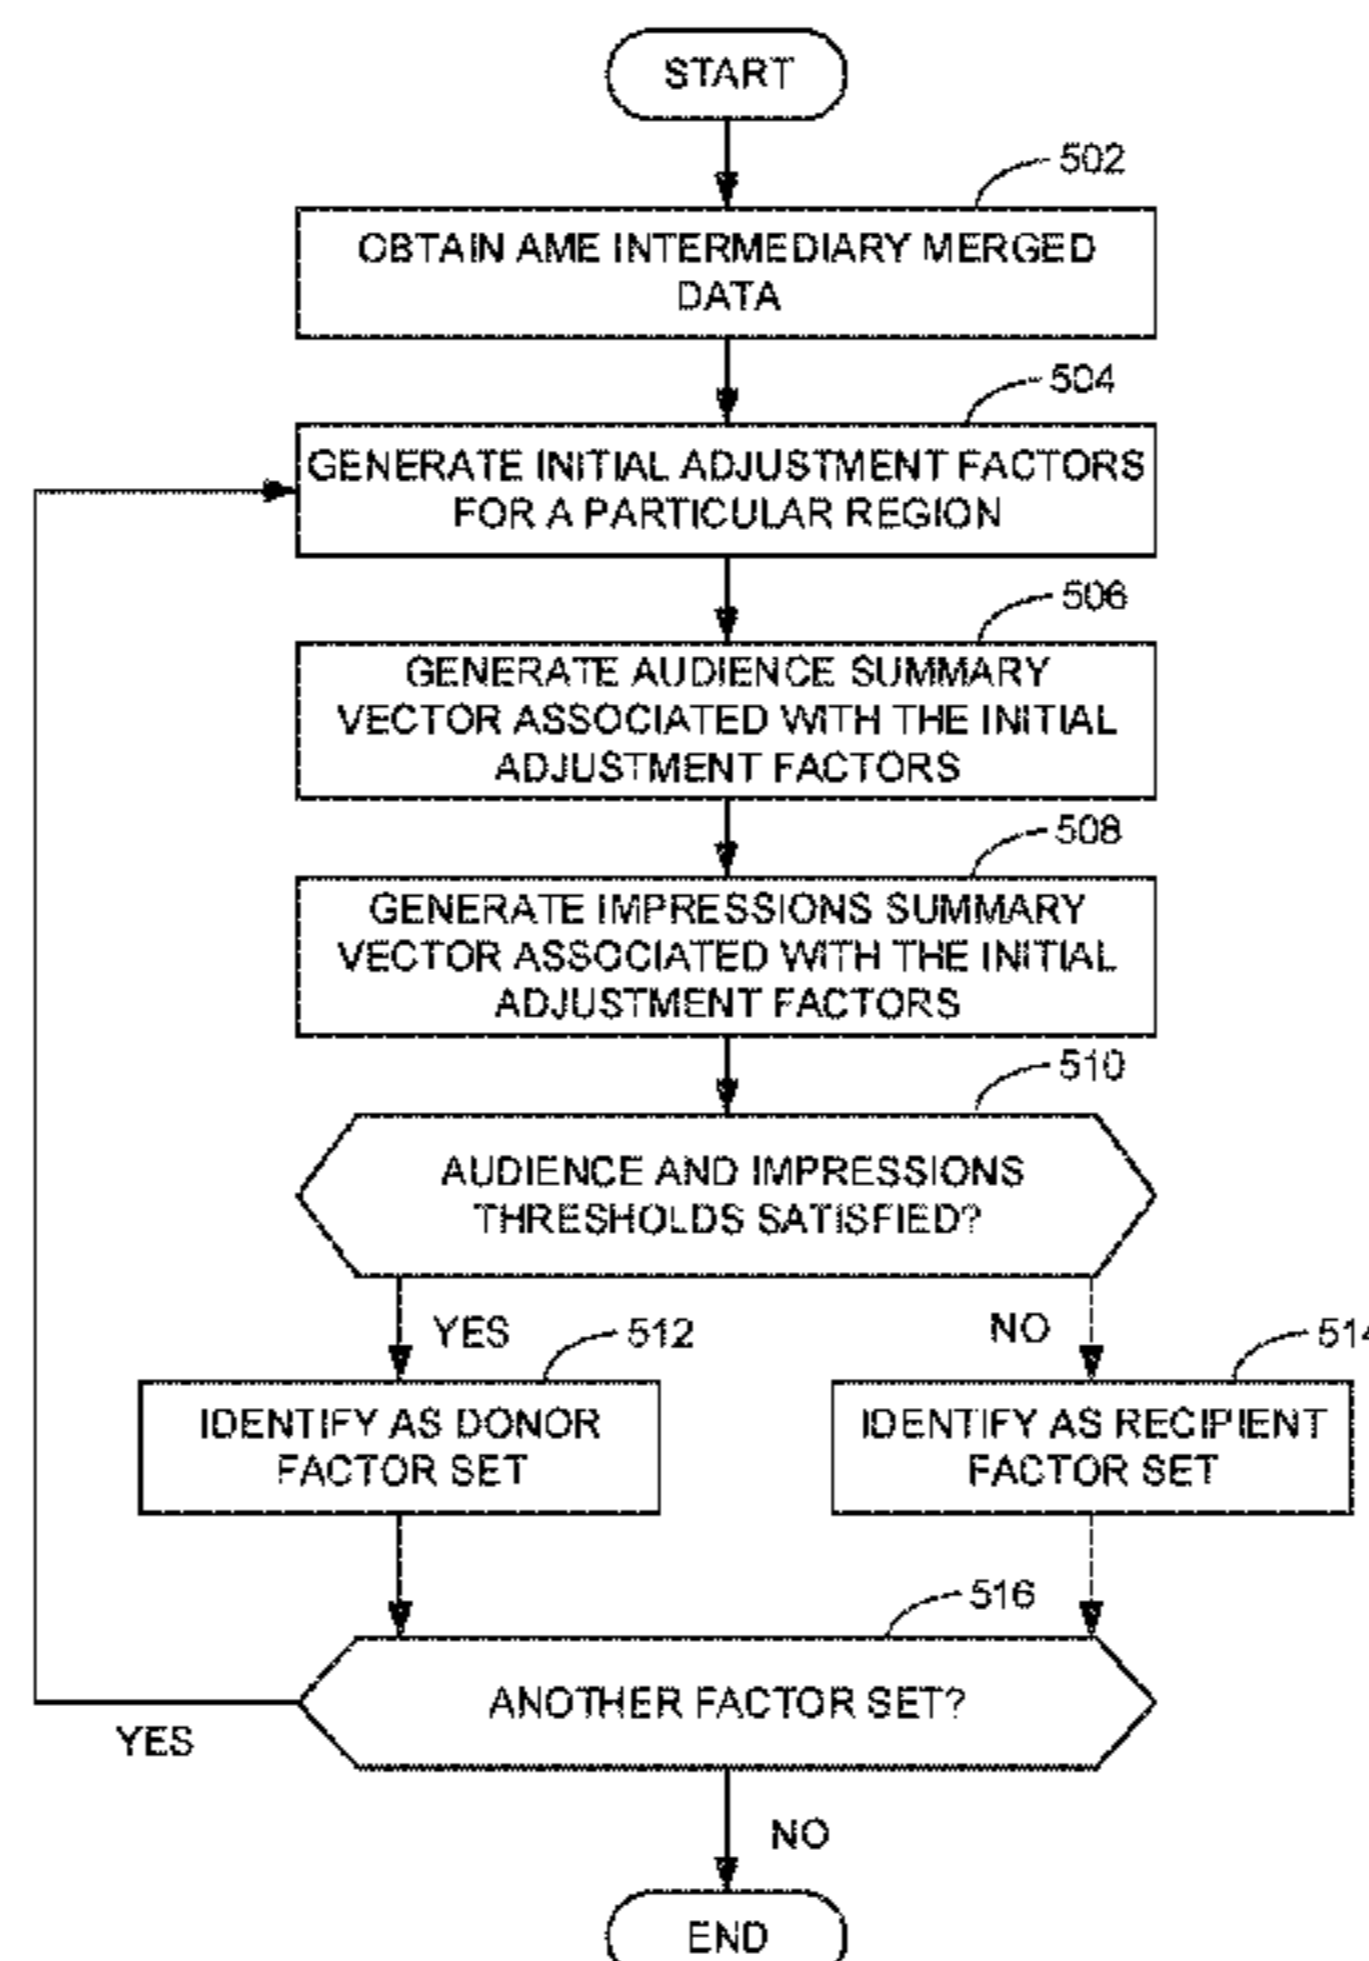 START
502
OBTAIN AME INTERMEDIARY MERGED
DATA
504
GENERATE INITIAL ADJUSTMENT FACTORS
FOR A PARTICULAR REGION
506
GENERATE AUDIENCE SUMMARY
VECTOR ASSOCIATED WITH THE INITIAL
ADJUSTMENT FACTORS
508
GENERATE IMPRESSIONS SUMMARY
VECTOR ASSOCIATED WITH THE INITIAL
ADJUSTMENT FACTORS
510
AUDIENCE AND IMPRESSIONS
THRESHOLDS SATISFIED?
YES
512
NO
514
IDENTIFY AS DONOR
FACTOR SET
IDENTIFY AS RECIPIENT
FACTOR SET
516
ANOTHER FACTOR SET?
YES
NO
END